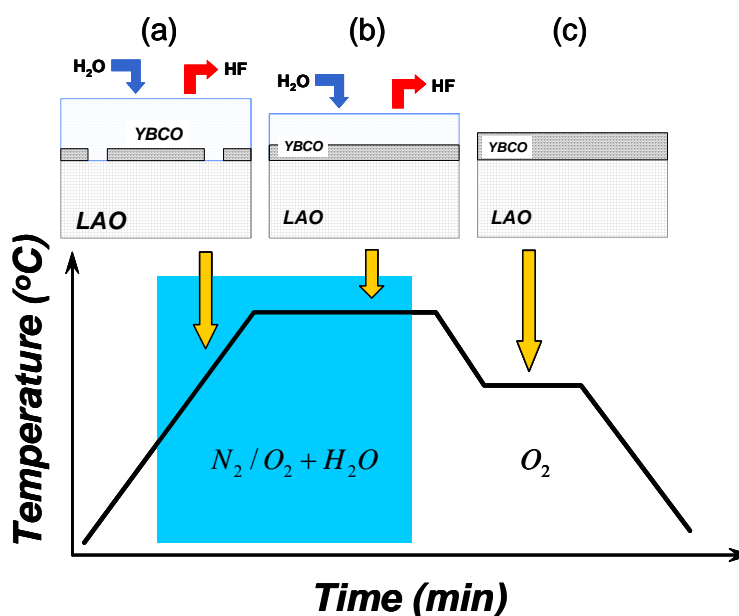 (a) (b) (c)
H₂O HF H₂O HF
YBCO YBCO YBCO
LAO LAO LAO
Temperature (ºC)
N₂ / O₂ + H₂O O₂
Time (min)